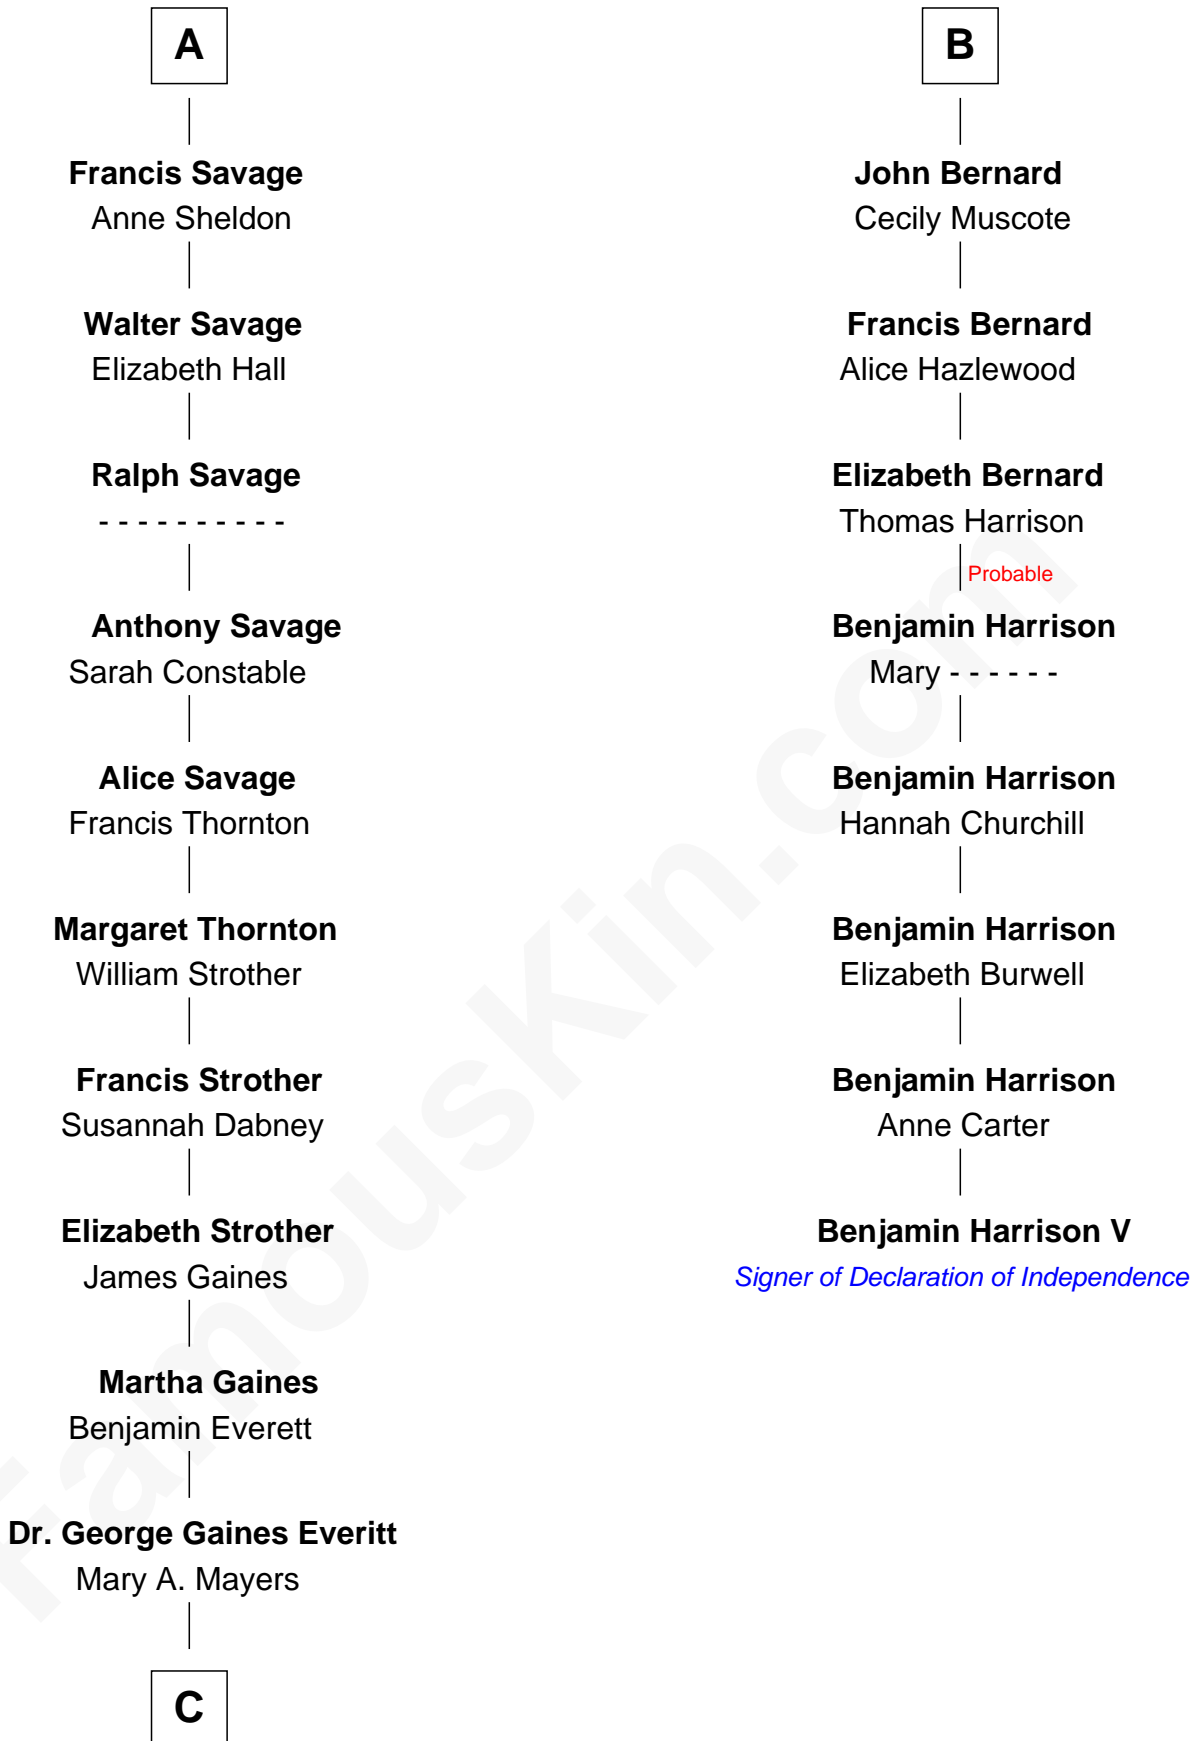 A
Francis Savage
Anne Sheldon
Walter Savage
Elizabeth Hall
Ralph Savage
- - - - - - - - - -
Anthony Savage
Sarah Constable
Alice Savage
Francis Thornton
Margaret Thornton
William Strother
Francis Strother
Susannah Dabney
Elizabeth Strother
James Gaines
Martha Gaines
Benjamin Everett
Dr. George Gaines Everitt
Mary A. Mayers
C
B
John Bernard
Cecily Muscote
Francis Bernard
Alice Hazlewood
Elizabeth Bernard
Thomas Harrison
Probable
Benjamin Harrison
Mary - - - - - -
Benjamin Harrison
Hannah Churchill
Benjamin Harrison
Elizabeth Burwell
Benjamin Harrison
Anne Carter
Benjamin Harrison V
Signer of Declaration of Independence
FamousKin.com